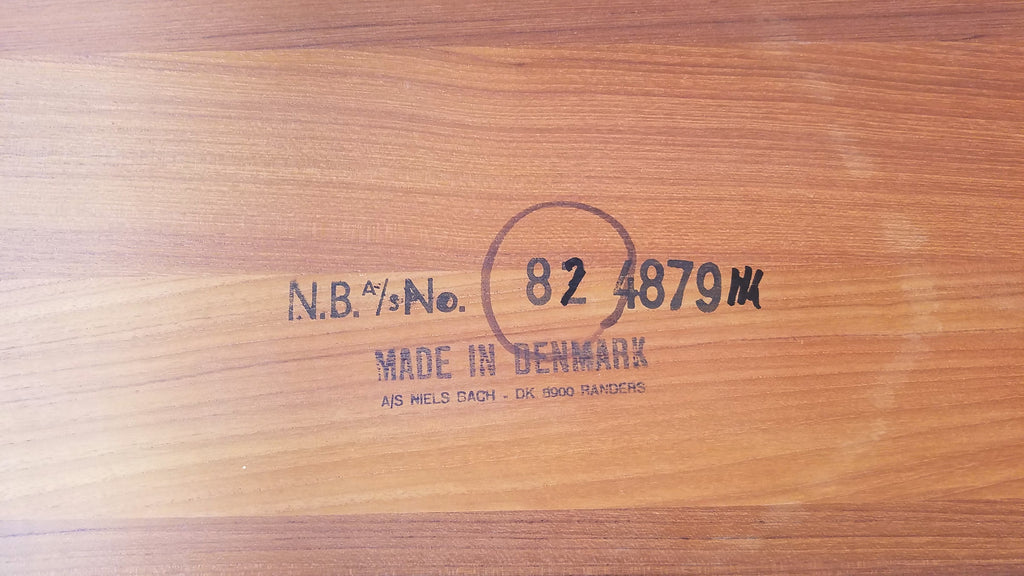 N.B. A/S No. 82 4879
MADE IN DENMARK
A/S NIELS BACH - DK 8900 RANDERS